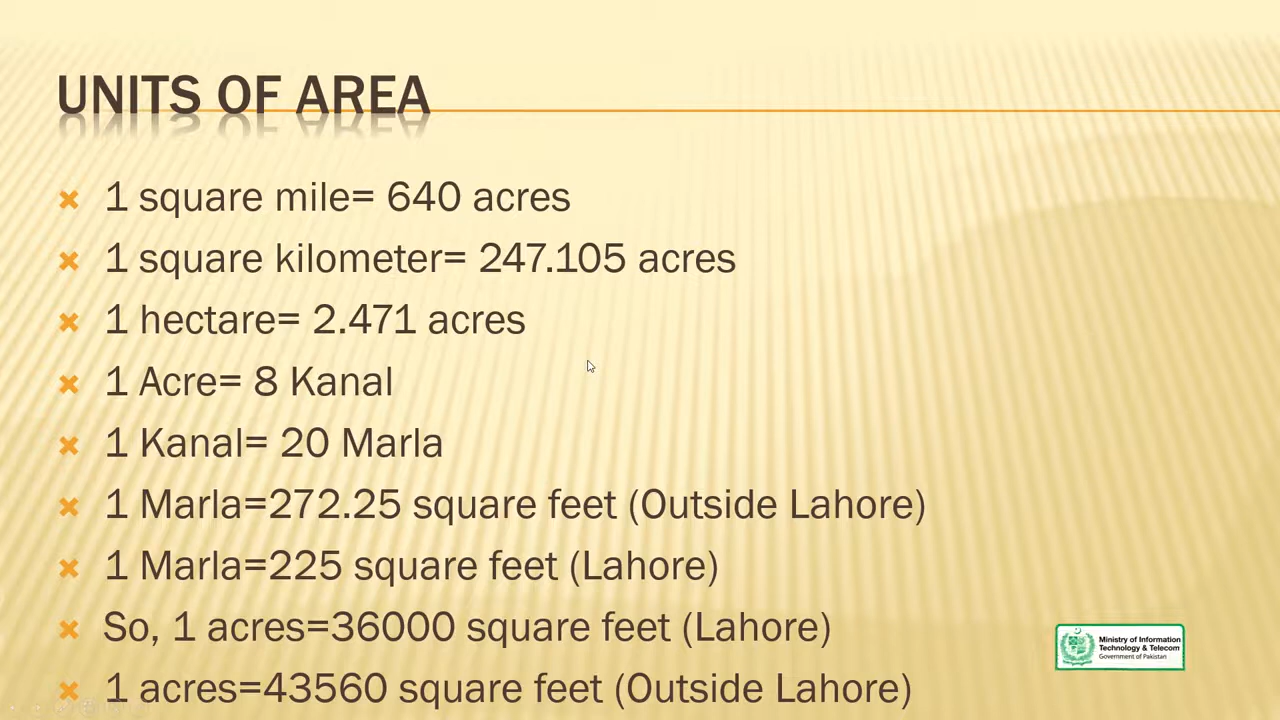 UNITS OF AREA
1 square mile= 640 acres
1 square kilometer= 247.105 acres
1 hectare= 2.471 acres
1 Acre= 8 Kanal
1 Kanal= 20 Marla
1 Marla=272.25 square feet (Outside Lahore)
1 Marla=225 square feet (Lahore)
So, 1 acres=36000 square feet (Lahore)
1 acres=43560 square feet (Outside Lahore)
Ministry of Information
Technology & Telecom
Government of Pakistan